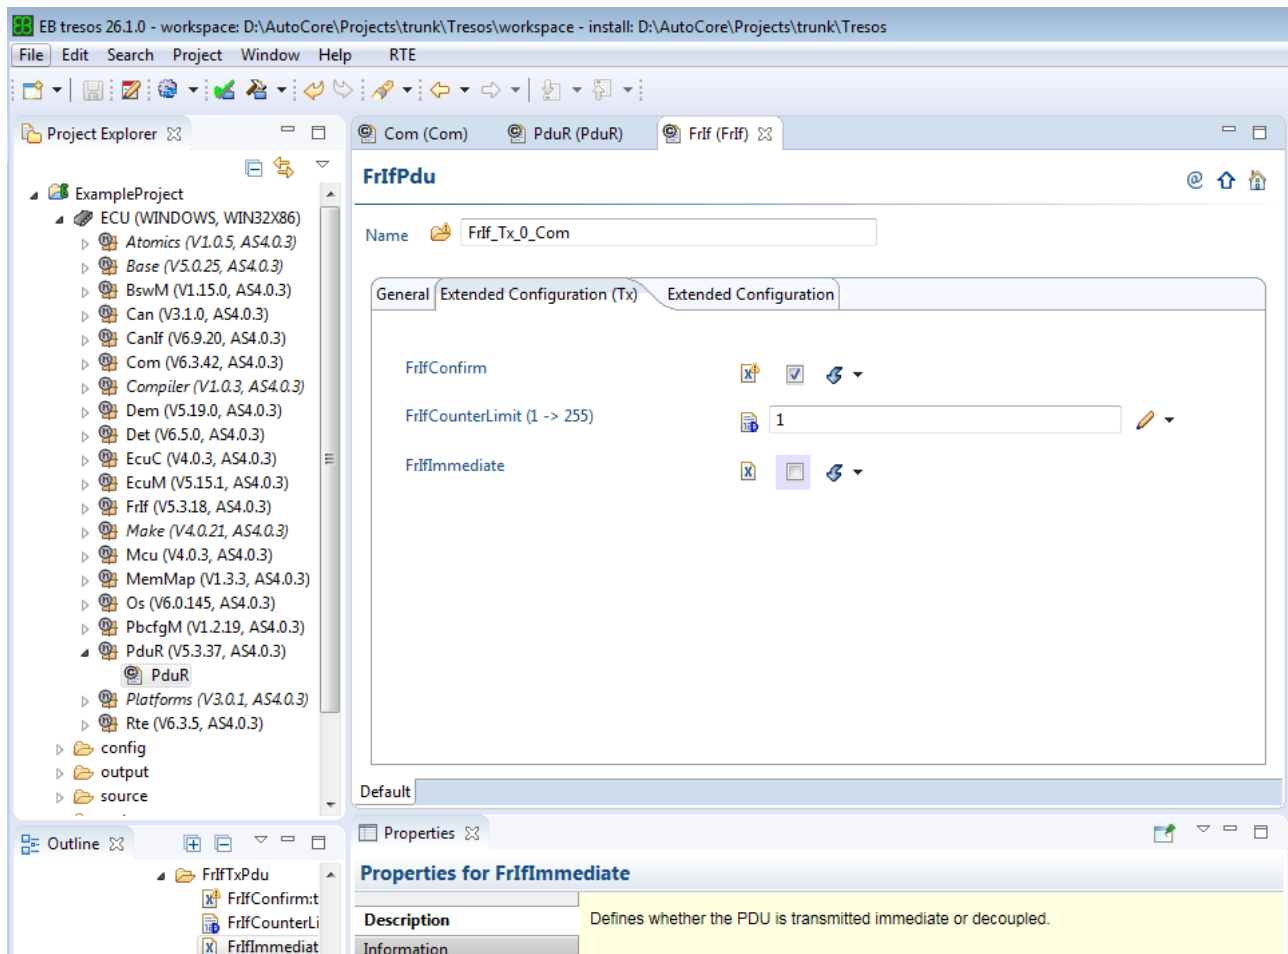 EB tresos 26.1.0 - workspace: D:\AutoCore\Projects\trunk\Tresos\workspace - install: D:\AutoCore\Projects\trunk\Tresos
File Edit Search Project Window Help RTE
Project Explorer
ExampleProject
ECU (WINDOWS, WIN32X86)
Atomics (V1.0.5, AS4.0.3)
Base (V5.0.25, AS4.0.3)
BswM (V1.15.0, AS4.0.3)
Can (V3.1.0, AS4.0.3)
CanIf (V6.9.20, AS4.0.3)
Com (V6.3.42, AS4.0.3)
Compiler (V1.0.3, AS4.0.3)
Dem (V5.19.0, AS4.0.3)
Det (V6.5.0, AS4.0.3)
EcuC (V4.0.3, AS4.0.3)
EcuM (V5.15.1, AS4.0.3)
FrIf (V5.3.18, AS4.0.3)
Make (V4.0.21, AS4.0.3)
Mcu (V4.0.3, AS4.0.3)
MemMap (V1.3.3, AS4.0.3)
Os (V6.0.145, AS4.0.3)
PbcfgM (V1.2.19, AS4.0.3)
PduR (V5.3.37, AS4.0.3)
PduR
Platforms (V3.0.1, AS4.0.3)
Rte (V6.3.5, AS4.0.3)
config
output
source
Outline
FrIfTxPdu
FrIfConfirm:t
FrIfCounterLi
FrIfImmediat
Com (Com) PduR (PduR) FrIf (FrIf)
FrIfPdu
Name FrIf_Tx_0_Com
General Extended Configuration (Tx) Extended Configuration
FrIfConfirm
FrIfCounterLimit (1 -> 255) 1
FrIfImmediate
Default
Properties
Properties for FrIfImmediate
Description Defines whether the PDU is transmitted immediate or decoupled.
Information